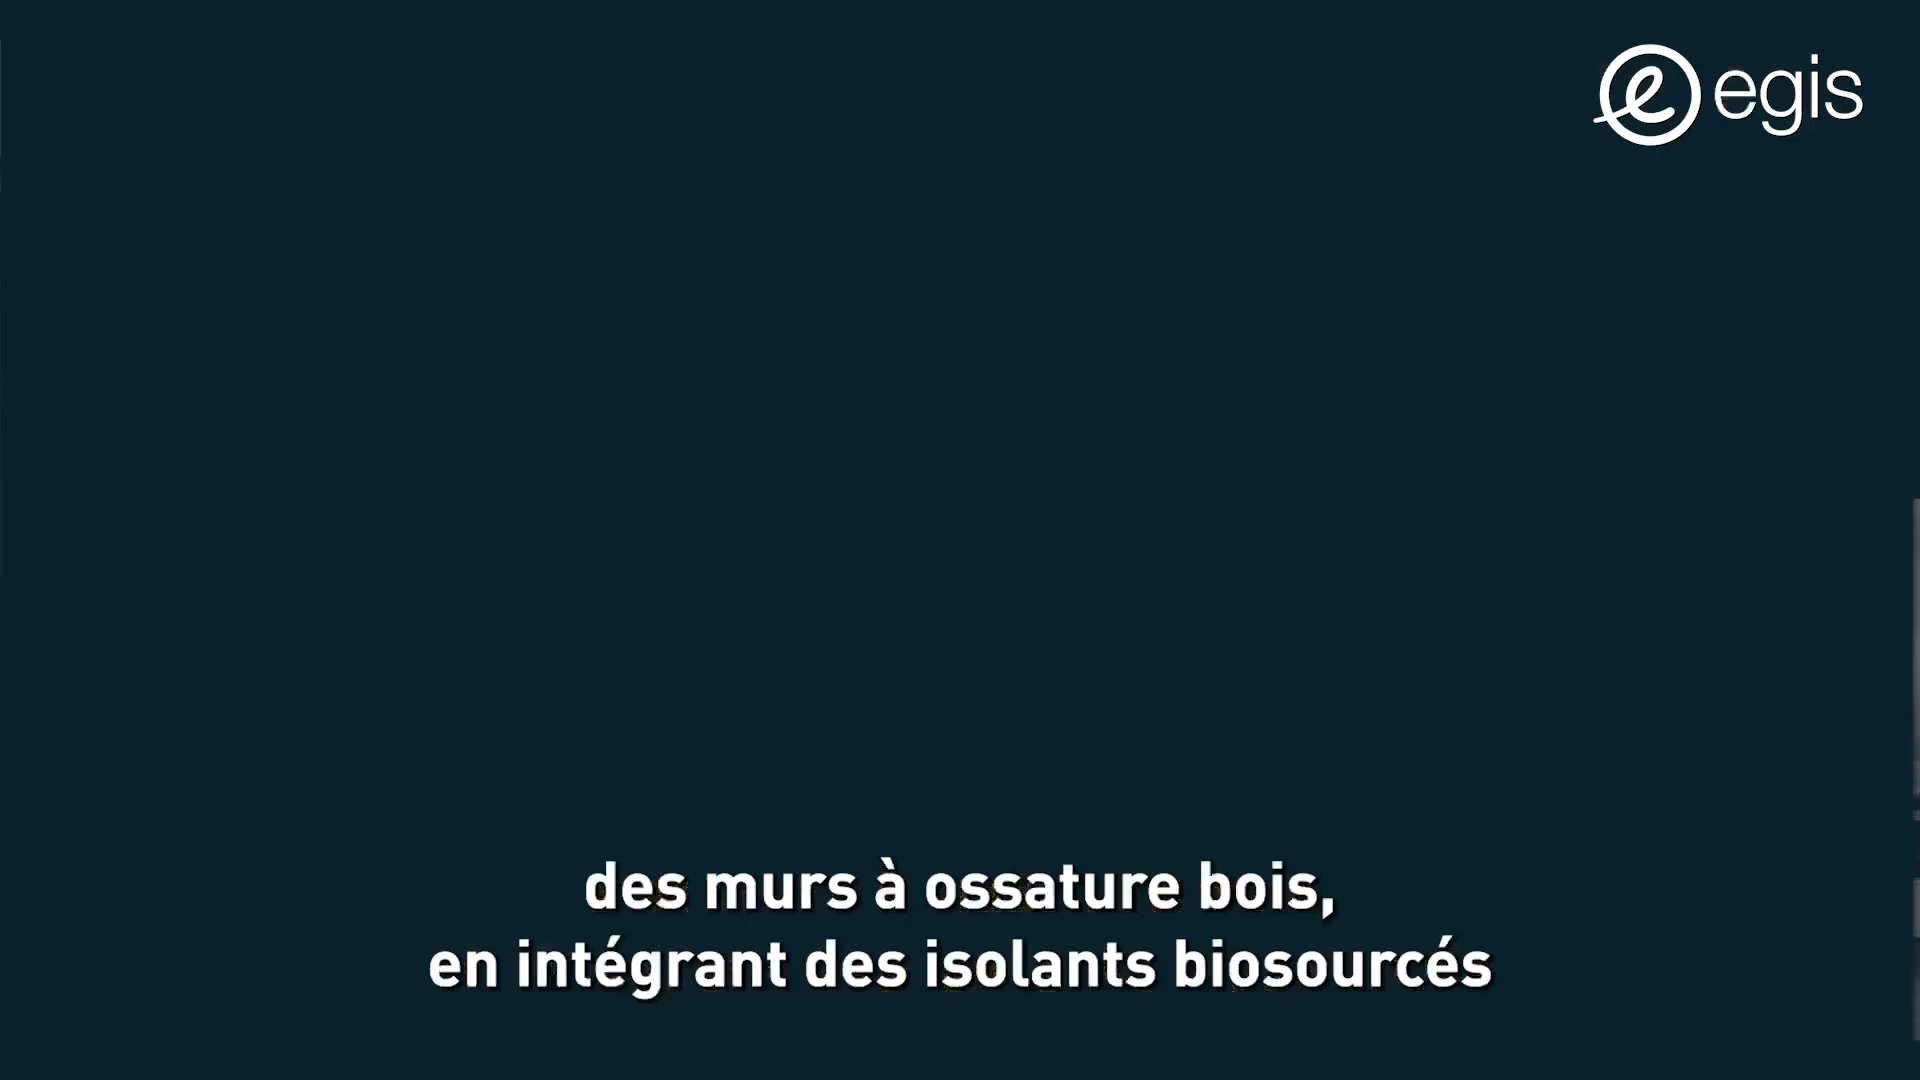 egis
des murs à ossature bois,
en intégrant des isolants biosourcés